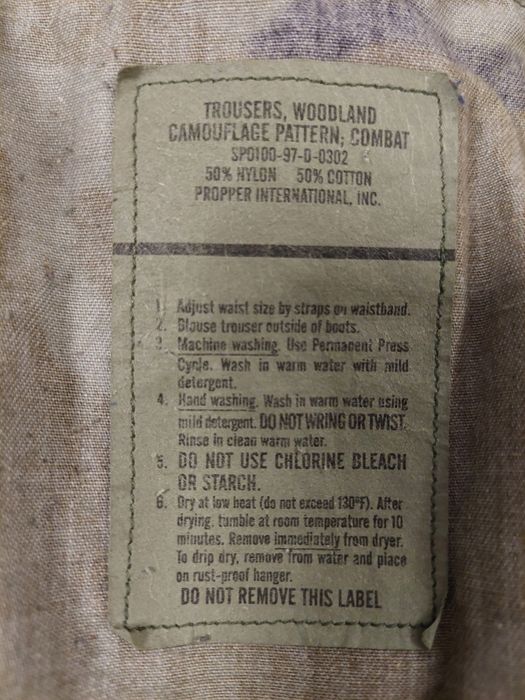 TROUSERS, WOODLAND
CAMOUFLAGE PATTERN; COMBAT
SPO100-97-D-0302
50% NYLON 50% COTTON
PROPPER INTERNATIONAL, INC.
1. Adjust waist size by straps on waistband.
2. Blouse trouser outside of boots.
3. Machine washing. Use Permanent Press
Cycle. Wash in warm water with mild
detergent.
4. Hand washing. Wash in warm water using
mild detergent. DO NOT WRING OR TWIST.
Rinse in clean warm water.
5. DO NOT USE CHLORINE BLEACH
OR STARCH.
6. Dry at low heat (do not exceed 130°F). After
drying, tumble at room temperature for 10
minutes. Remove immediately from dryer.
To drip dry, remove from water and place
on rust-proof hanger.
DO NOT REMOVE THIS LABEL